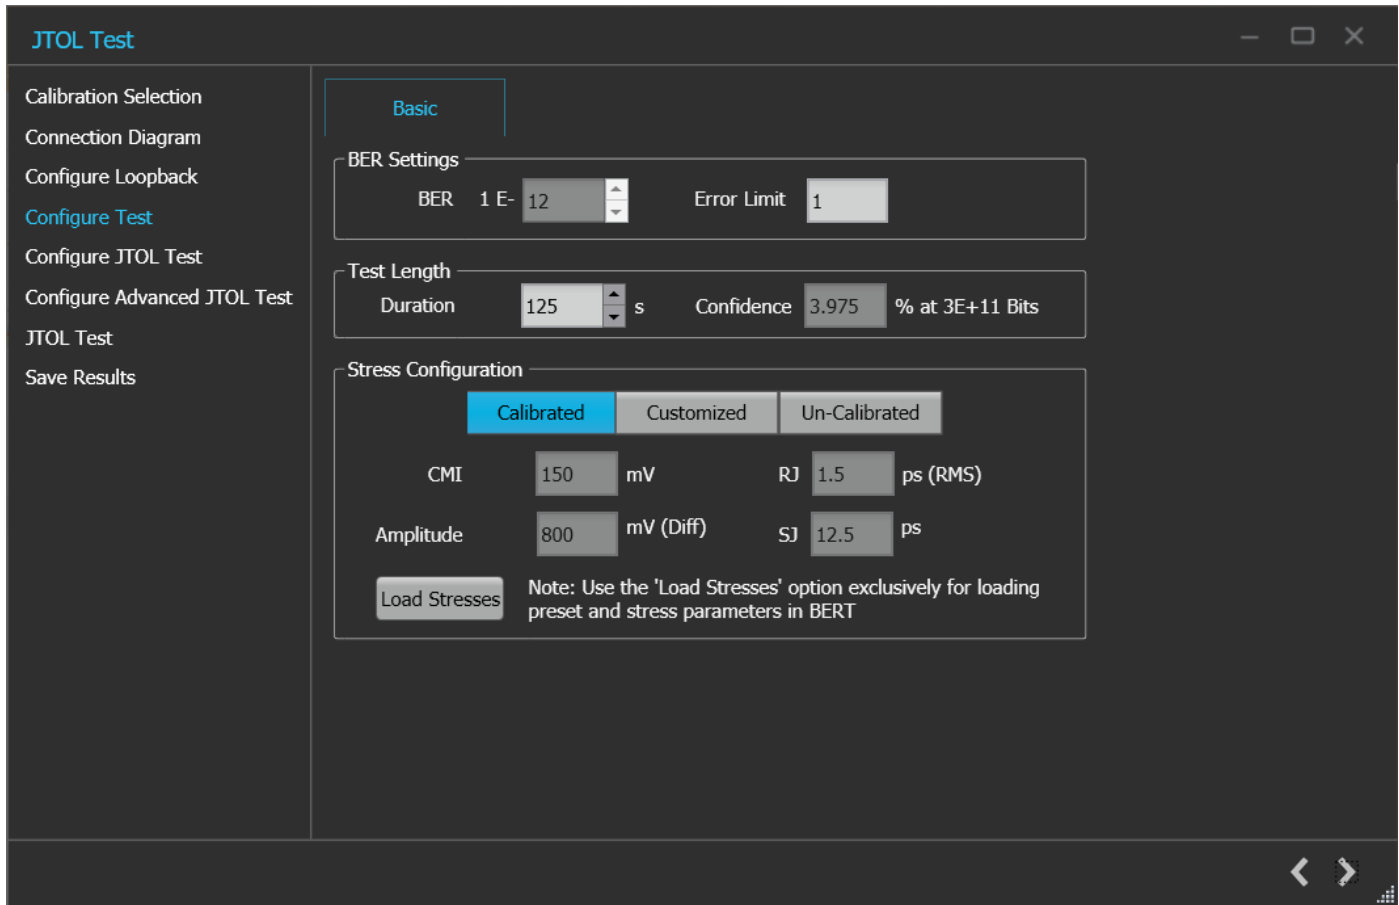 JTOL Test
Calibration Selection
Connection Diagram
Configure Loopback
Configure Test
Configure JTOL Test
Configure Advanced JTOL Test
JTOL Test
Save Results
Basic
BER Settings
BER 1 E- 12 Error Limit 1
Test Length
Duration 125 s Confidence 3.975 % at 3E+11 Bits
Stress Configuration
Calibrated Customized Un-Calibrated
CMI 150 mV RJ 1.5 ps (RMS)
Amplitude 800 mV (Diff) SJ 12.5 ps
Load Stresses
Note: Use the 'Load Stresses' option exclusively for loading
preset and stress parameters in BERT